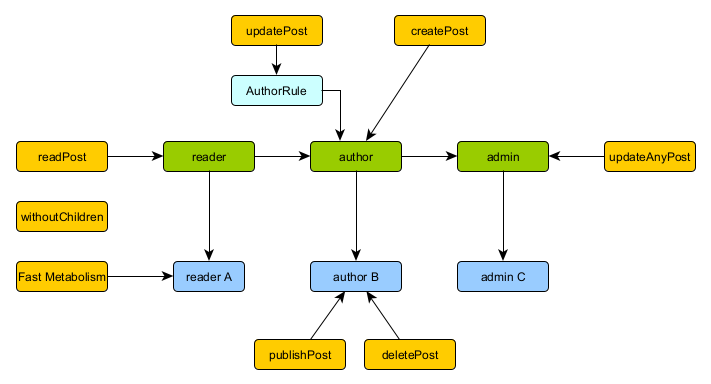 updatePost
createPost
AuthorRule
readPost
reader
author
admin
updateAnyPost
withoutChildren
Fast Metabolism
reader A
author B
admin C
publishPost
deletePost